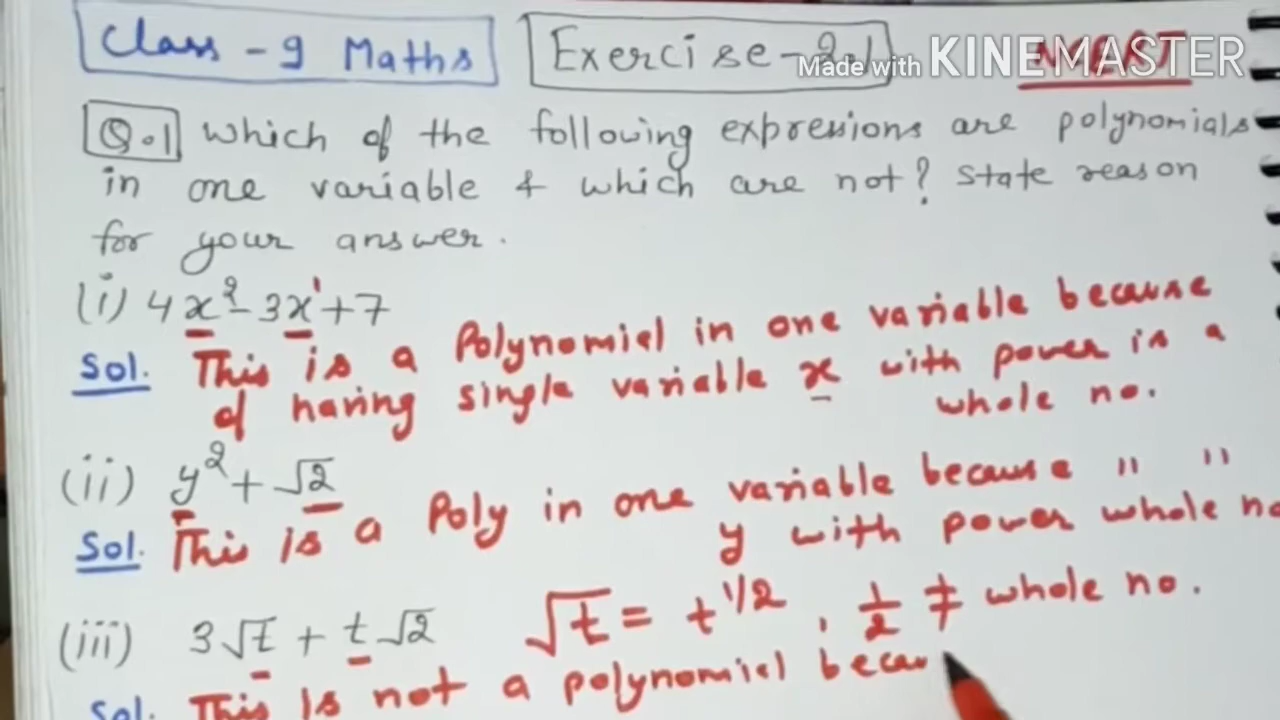 Class - 9 Maths
Exercise-2.1
Made with KINEMASTER
NCERT
Q.1 Which of the following expressions are polynomials
in one variable & which are not? State reason
for your answer.
(i) 4x² - 3x¹ + 7
Sol. This is a Polynomial in one variable because
of having single variable x with power is a
whole no.
(ii) y² + √2
Sol. This is a Poly in one variable because " "
y with power whole no
(iii) 3√t + t√2 √t = t^1/2 , 1/2 ≠ whole no.
Sol. This is not a polynomial becau